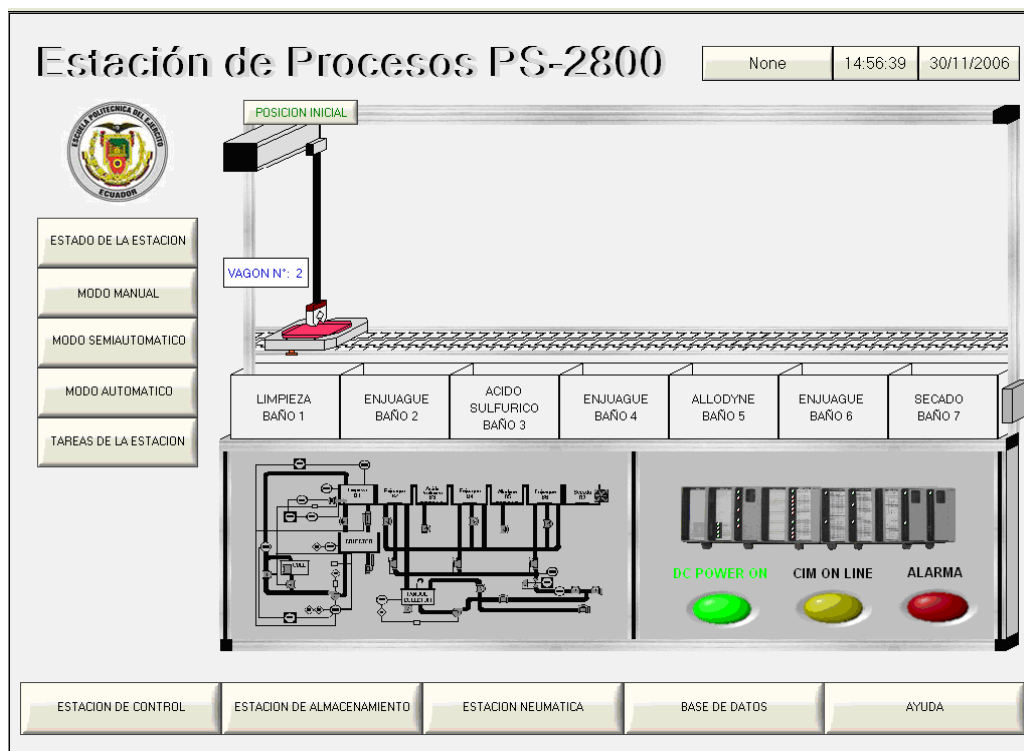 Estación de Procesos PS-2800
None
14:56:39
30/11/2006
ESCUELA POLITECNICA DEL EJERCITO
ECUADOR
POSICION INICIAL
ESTADO DE LA ESTACION
MODO MANUAL
MODO SEMIAUTOMATICO
MODO AUTOMATICO
TAREAS DE LA ESTACION
VAGON N°: 2
LIMPIEZA
BAÑO 1
ENJUAGUE
BAÑO 2
ACIDO
SULFURICO
BAÑO 3
ENJUAGUE
BAÑO 4
ALLODYNE
BAÑO 5
ENJUAGUE
BAÑO 6
SECADO
BAÑO 7
DC POWER ON
CIM ON LINE
ALARMA
ESTACION DE CONTROL
ESTACION DE ALMACENAMIENTO
ESTACION NEUMATICA
BASE DE DATOS
AYUDA